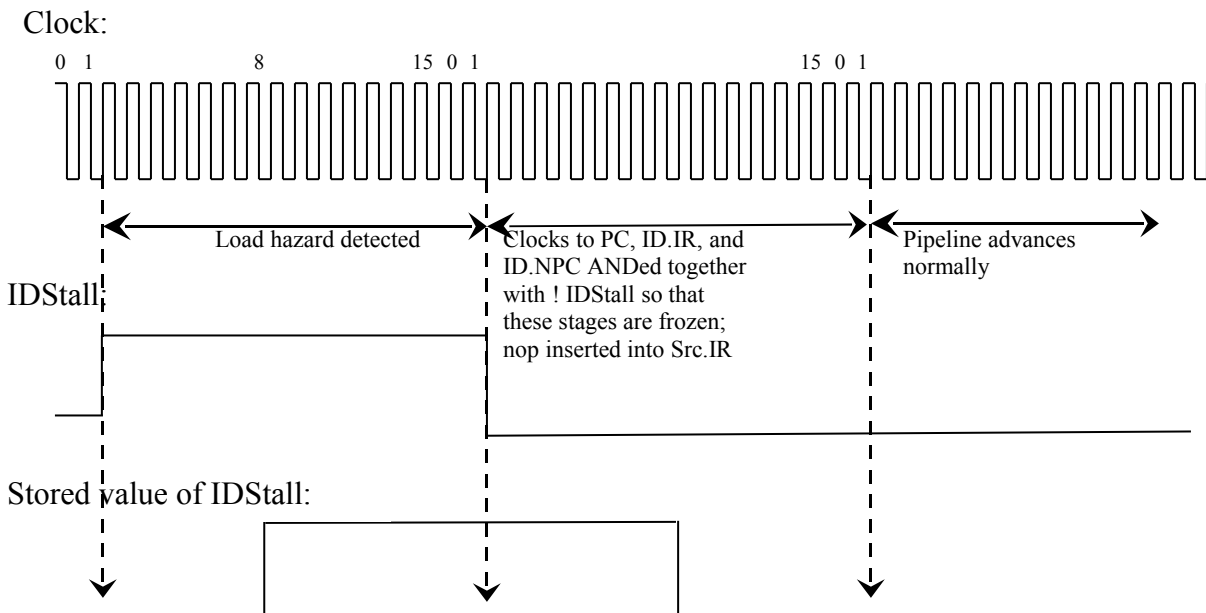 Clock:
0 1 8 15 0 1 15 0 1
Load hazard detected
Clocks to PC, ID.IR, and
ID.NPC ANDed together
with ! IDStall so that
these stages are frozen;
nop inserted into Src.IR
Pipeline advances
normally
IDStall:
Stored value of IDStall: